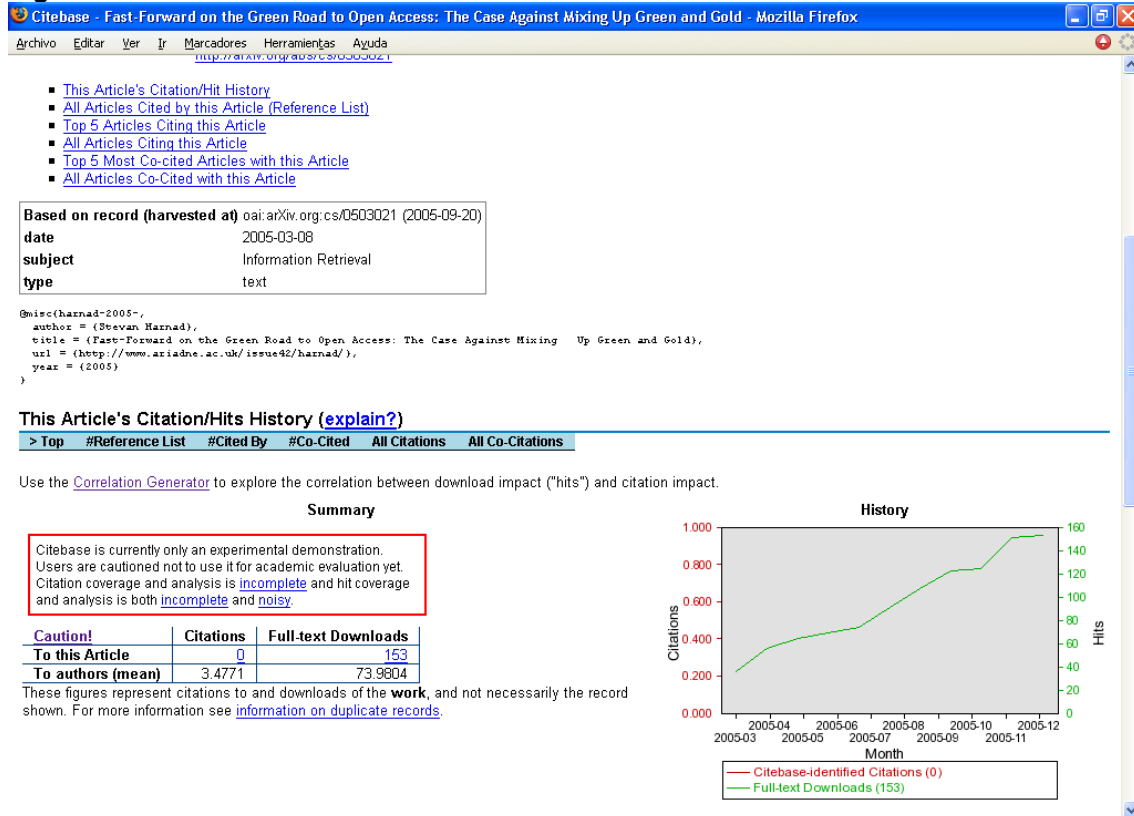 Citebase - Fast-Forward on the Green Road to Open Access: The Case Against Mixing Up Green and Gold - Mozilla Firefox
Archivo Editar Ver Ir Marcadores Herramientas Ayuda
http://arxiv.org/abs/cs/0503021
This Article's Citation/Hit History
All Articles Cited by this Article (Reference List)
Top 5 Articles Citing this Article
All Articles Citing this Article
Top 5 Most Co-cited Articles with this Article
All Articles Co-Cited with this Article
Based on record (harvested at) oai:arXiv.org:cs/0503021 (2005-09-20)
date 2005-03-08
subject Information Retrieval
type text
@misc{harnad-2005-,
author = {Stevan Harnad},
title = {Fast-Forward on the Green Road to Open Access: The Case Against Mixing Up Green and Gold},
url = {http://www.ariadne.ac.uk/issue42/harnad/},
year = {2005}
}
This Article's Citation/Hits History (explain?)
> Top #Reference List #Cited By #Co-Cited All Citations All Co-Citations
Use the Correlation Generator to explore the correlation between download impact ("hits") and citation impact.
Summary
Citebase is currently only an experimental demonstration.
Users are cautioned not to use it for academic evaluation yet.
Citation coverage and analysis is incomplete and hit coverage
and analysis is both incomplete and noisy.
Caution! Citations Full-text Downloads
To this Article 0 153
To authors (mean) 3.4771 73.9804
These figures represent citations to and downloads of the work, and not necessarily the record
shown. For more information see information on duplicate records.
History
1.000
0.800
0.600
0.400
0.200
0.000
Citations
160
140
120
100
80
60
40
20
0
Hits
2005-04 2005-06 2005-08 2005-10 2005-12
2005-03 2005-05 2005-07 2005-09 2005-11
Month
Citebase-identified Citations (0)
Full-text Downloads (153)